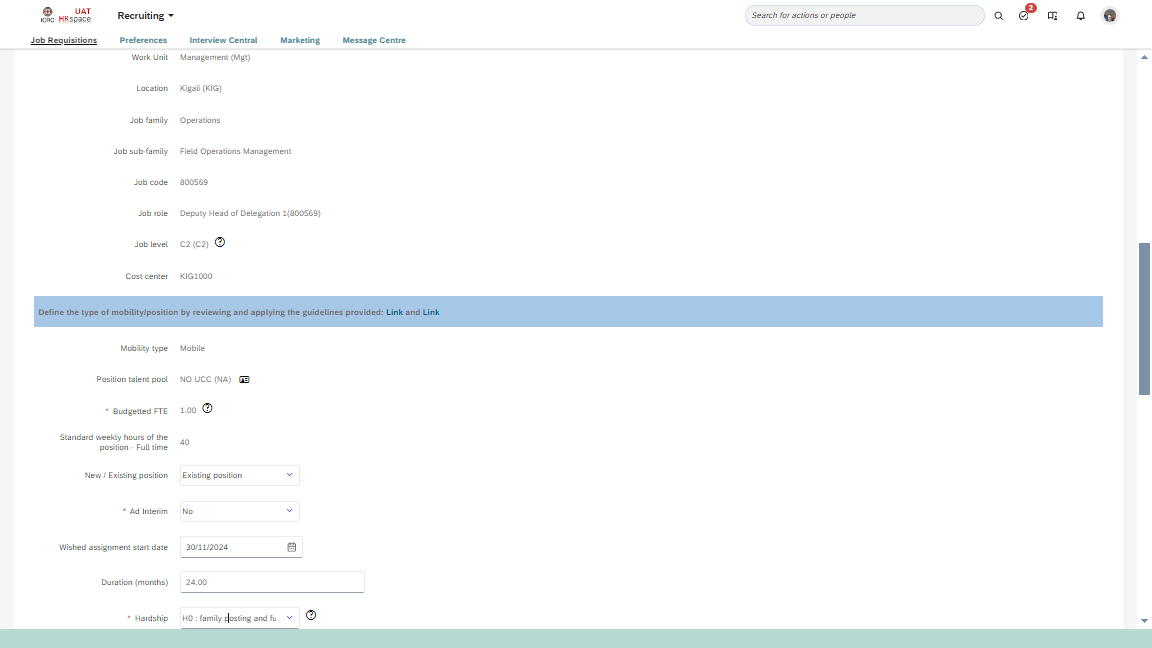 ICRC
UAT
HRspace
Recruiting
Search for actions or people
2
Job Requisitions
Preferences
Interview Central
Marketing
Message Centre
Work Unit Management (Mgt)
Location Kigali (KIG)
Job family Operations
Job sub-family Field Operations Management
Job code 800569
Job role Deputy Head of Delegation 1(800569)
Job level C2 (C2)
Cost center KIG1000
Define the type of mobility/position by reviewing and applying the guidelines provided: Link and Link
Mobility type Mobile
Position talent pool NO UCC (NA)
* Budgetted FTE 1.00
Standard weekly hours of the
position - Full time 40
New / Existing position Existing position
* Ad Interim No
Wished assignment start date 30/11/2024
Duration (months) 24.00
* Hardship H0 : family posting and fu